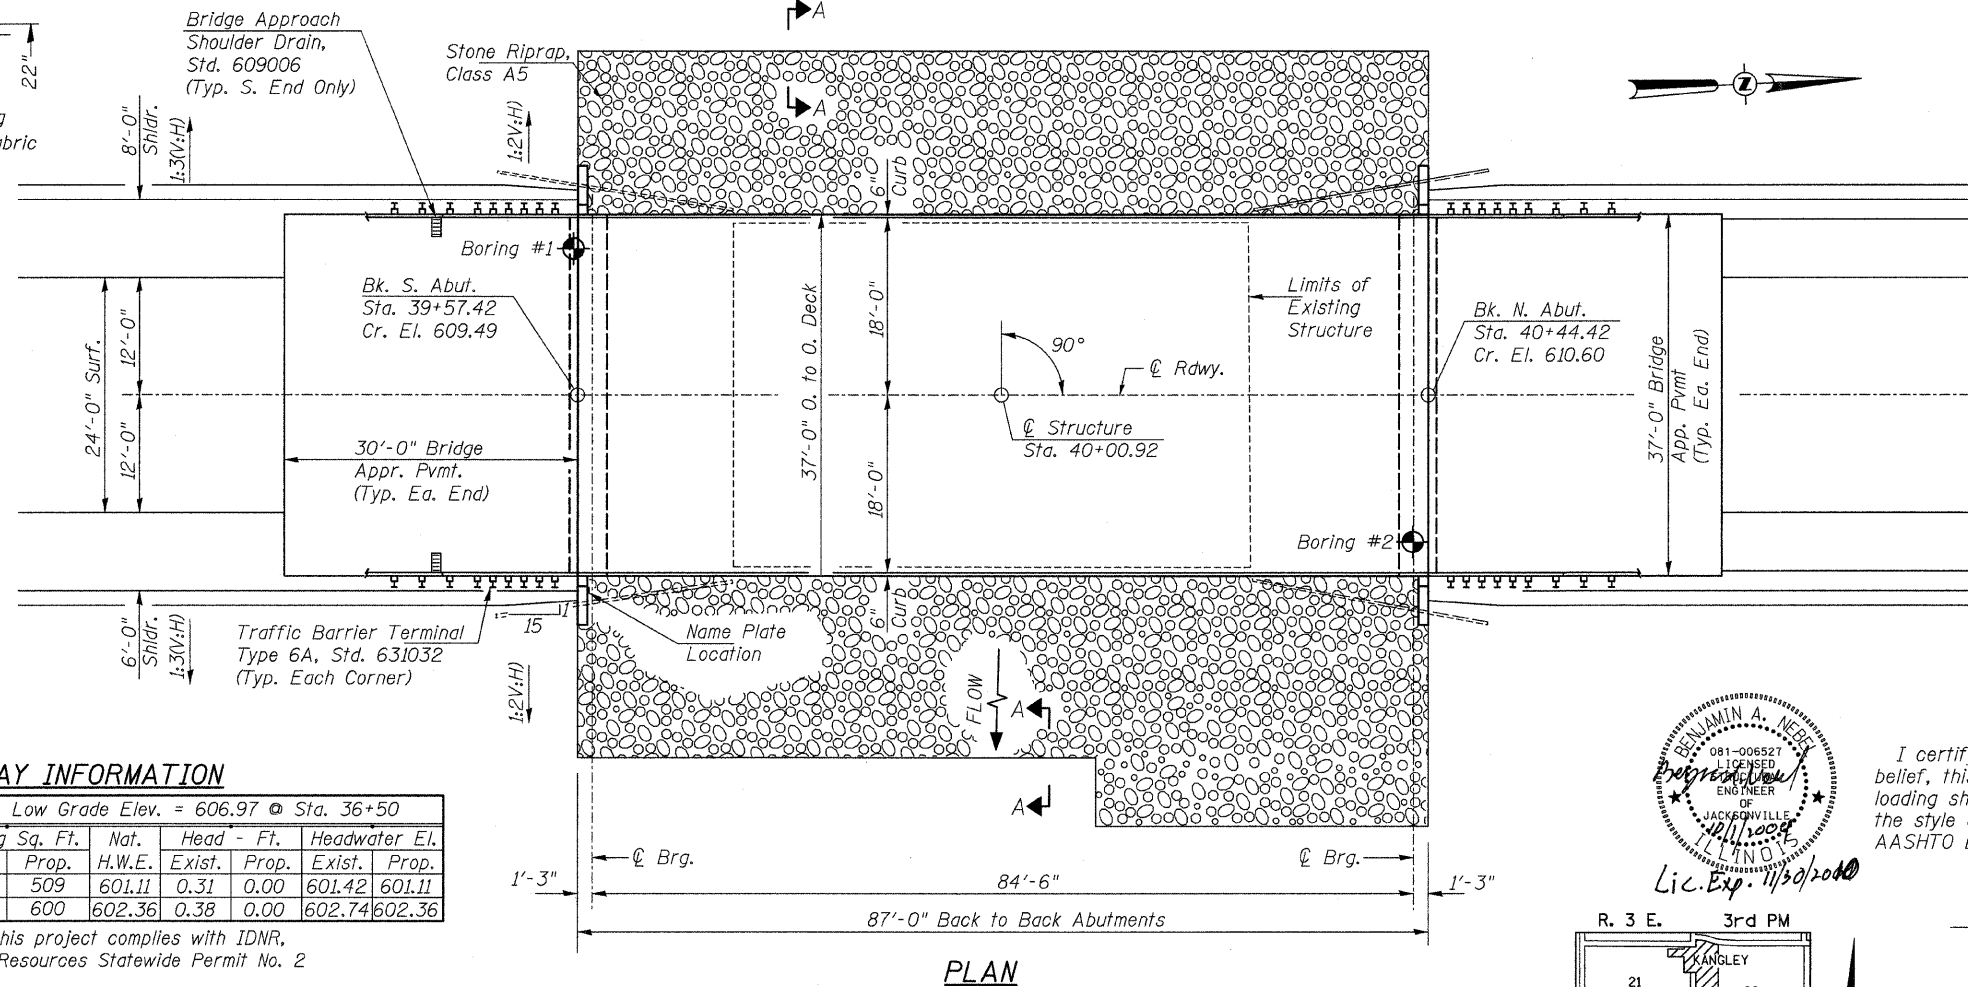 22"
abric
Bridge Approach
Shoulder Drain,
Std. 609006
(Typ. S. End Only)
Stone Riprap,
Class A5
A
A
Z
8'-0"
Shldr.
1:3(V:H)
1:2(V:H)
6"
Curb
Boring #1
Bk. S. Abut.
Sta. 39+57.42
Cr. El. 609.49
24'-0" Surf.
12'-0"
12'-0"
30'-0" Bridge
Appr. Pvmt.
(Typ. Ea. End)
37'-0" O. to O. Deck
18'-0"
18'-0"
90°
℄ Rdwy.
℄ Structure
Sta. 40+00.92
Limits of
Existing
Structure
Bk. N. Abut.
Sta. 40+44.42
Cr. El. 610.60
37'-0" Bridge
App. Pvmt
(Typ. Ea. End)
Boring #2
6'-0"
Shldr.
1:3(V:H)
Traffic Barrier Terminal
Type 6A, Std. 631032
(Typ. Each Corner)
15
1
1:2(V:H)
Name Plate
Location
6"
Curb
FLOW
A
A
AY INFORMATION
Low Grade Elev. = 606.97 @ Sta. 36+50
g Sq. Ft. Nat. Head - Ft. Headwater El.
Prop. H.W.E. Exist. Prop. Exist. Prop.
509 601.11 0.31 0.00 601.42 601.11
600 602.36 0.38 0.00 602.74 602.36
his project complies with IDNR,
Resources Statewide Permit No. 2
℄ Brg.
℄ Brg.
1'-3"
84'-6"
1'-3"
87'-0" Back to Back Abutments
PLAN
BENJAMIN A. NEBEL
081-006527
LICENSED
STRUCTURAL
ENGINEER
OF
JACKSONVILLE
ILLINOIS
Lic. Exp. 11/30/2010
I certify
belief, this
loading sh
the style
AASHTO
R. 3 E. 3rd PM
KANGLEY
21